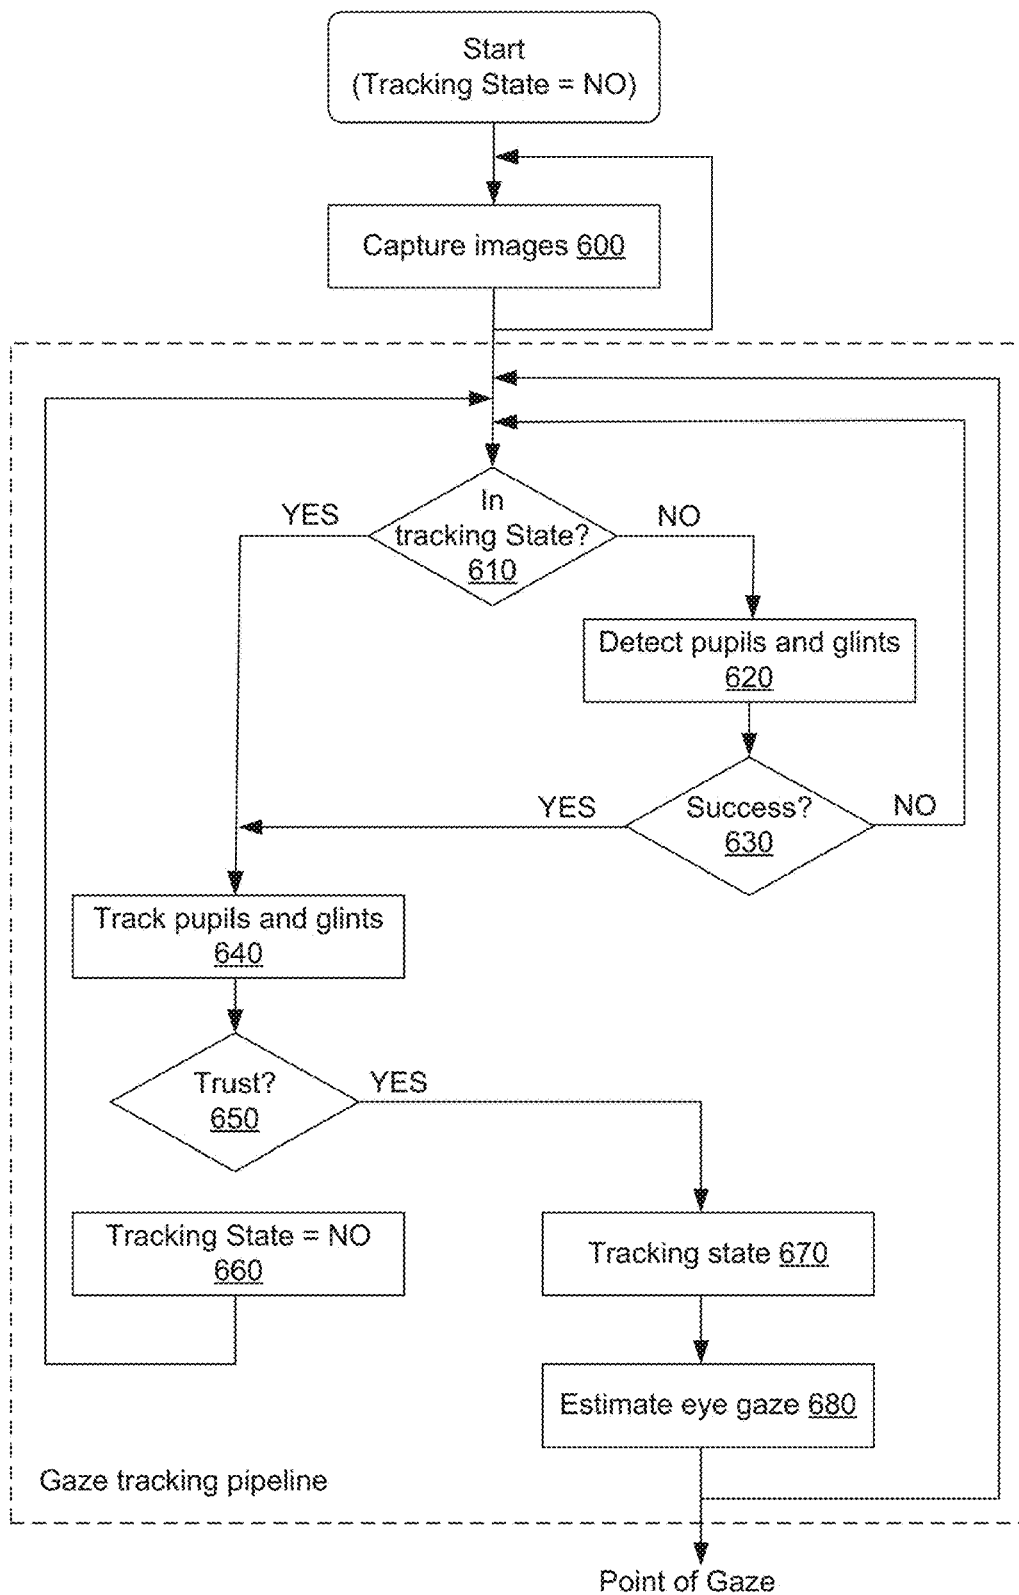 Start
(Tracking State = NO)
Capture images 600
In
tracking State?
610
YES
NO
Detect pupils and glints
620
Success?
630
YES
NO
Track pupils and glints
640
Trust?
650
YES
Tracking State = NO
660
Tracking state 670
Estimate eye gaze 680
Gaze tracking pipeline
Point of Gaze